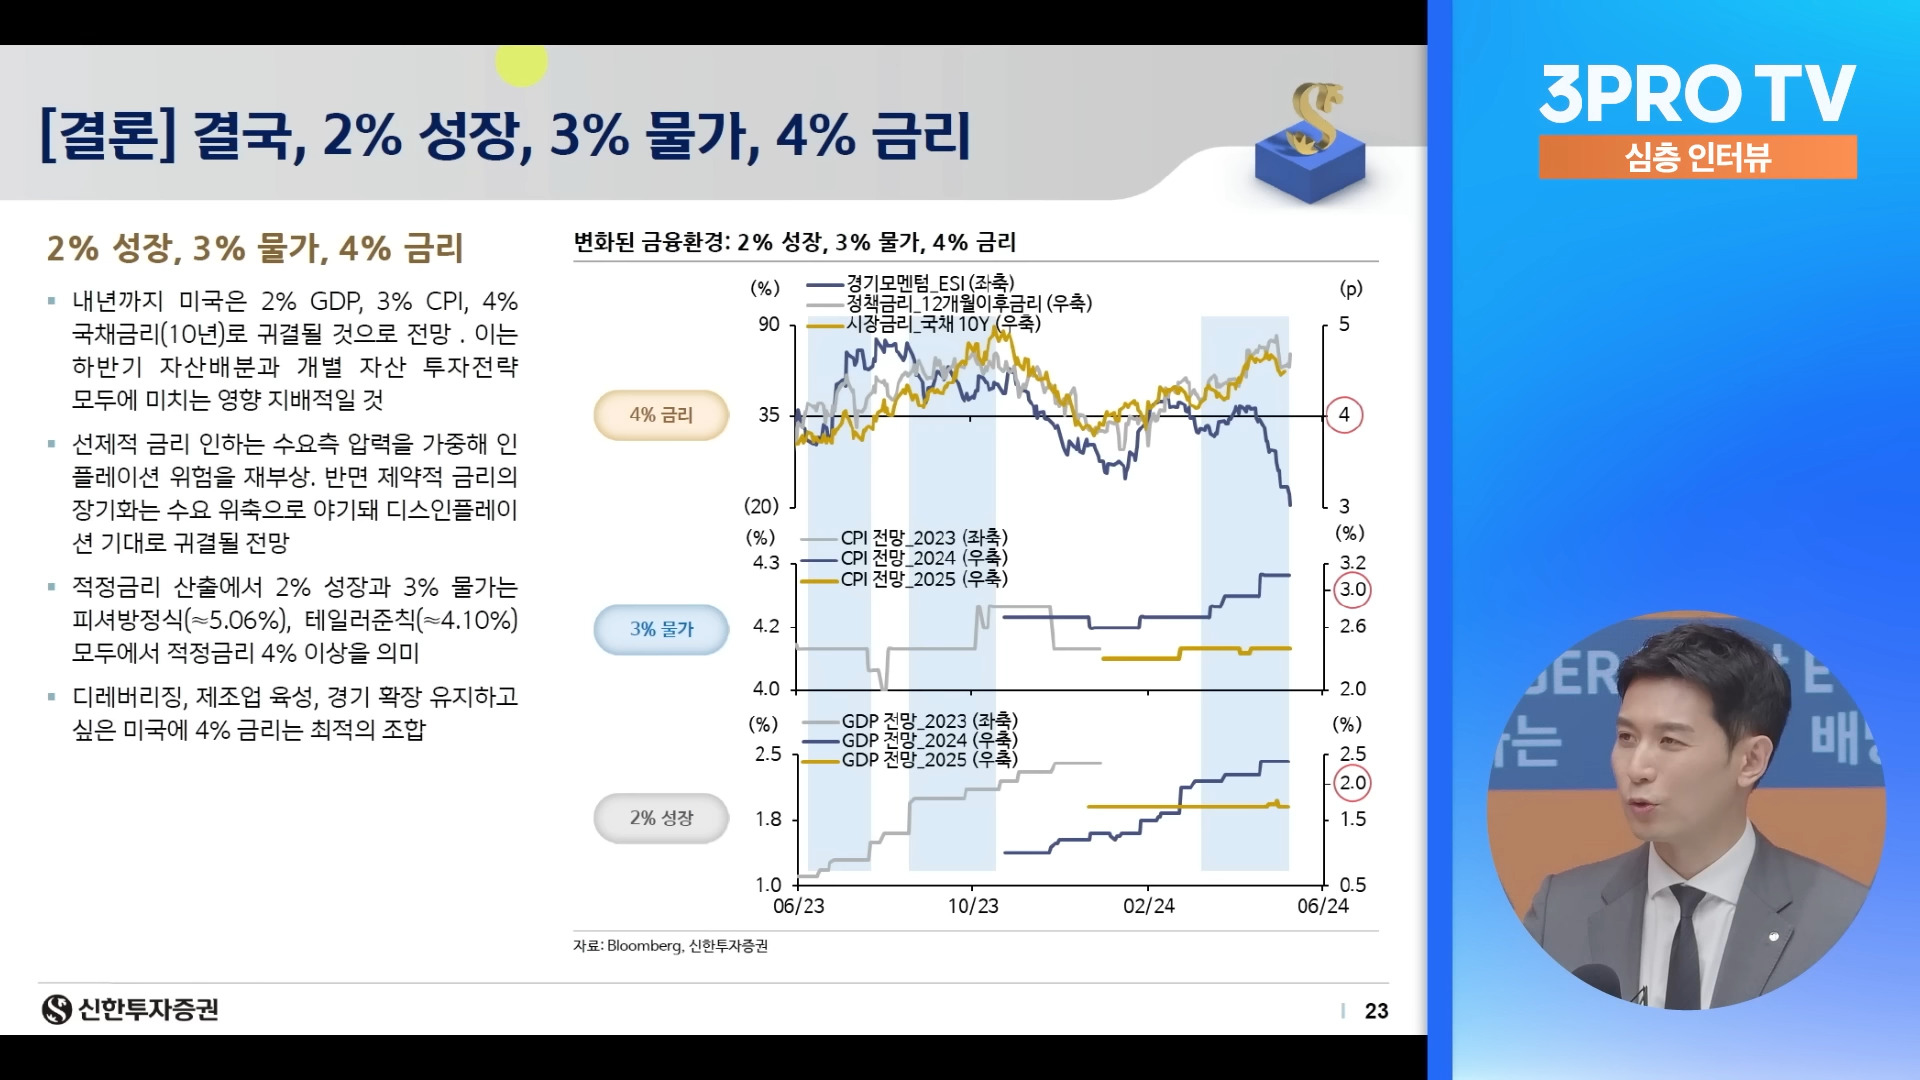 [결론] 결국, 2% 성장, 3% 물가, 4% 금리
2% 성장, 3% 물가, 4% 금리
내년까지 미국은 2% GDP, 3% CPI, 4%
국채금리(10년)로 귀결될 것으로 전망 . 이는
하반기 자산배분과 개별 자산 투자전략
모두에 미치는 영향 지배적일 것
선제적 금리 인하는 수요측 압력을 가중해 인
플레이션 위험을 재부상. 반면 제약적 금리의
장기화는 수요 위축으로 야기돼 디스인플레이
션 기대로 귀결될 전망
적정금리 산출에서 2% 성장과 3% 물가는
피셔방정식(≈5.06%), 테일러준칙(≈4.10%)
모두에서 적정금리 4% 이상을 의미
디레버리징, 제조업 육성, 경기 확장 유지하고
싶은 미국에 4% 금리는 최적의 조합
변화된 금융환경: 2% 성장, 3% 물가, 4% 금리
4% 금리
(%)
경기모멘텀_ESI (좌축)
정책금리_12개월이후금리 (우축)
시장금리_국채 10Y (우축)
(p)
90
35
(20)
5
4
3
3% 물가
(%)
CPI 전망_2023 (좌축)
CPI 전망_2024 (우축)
CPI 전망_2025 (우축)
(%)
4.3
4.2
4.0
3.2
3.0
2.6
2.0
2% 성장
(%)
GDP 전망_2023 (좌축)
GDP 전망_2024 (우축)
GDP 전망_2025 (우축)
(%)
2.5
1.8
1.0
2.5
2.0
1.5
0.5
06/23
10/23
02/24
06/24
자료: Bloomberg, 신한투자증권
신한투자증권
23
3PRO TV
심층 인터뷰